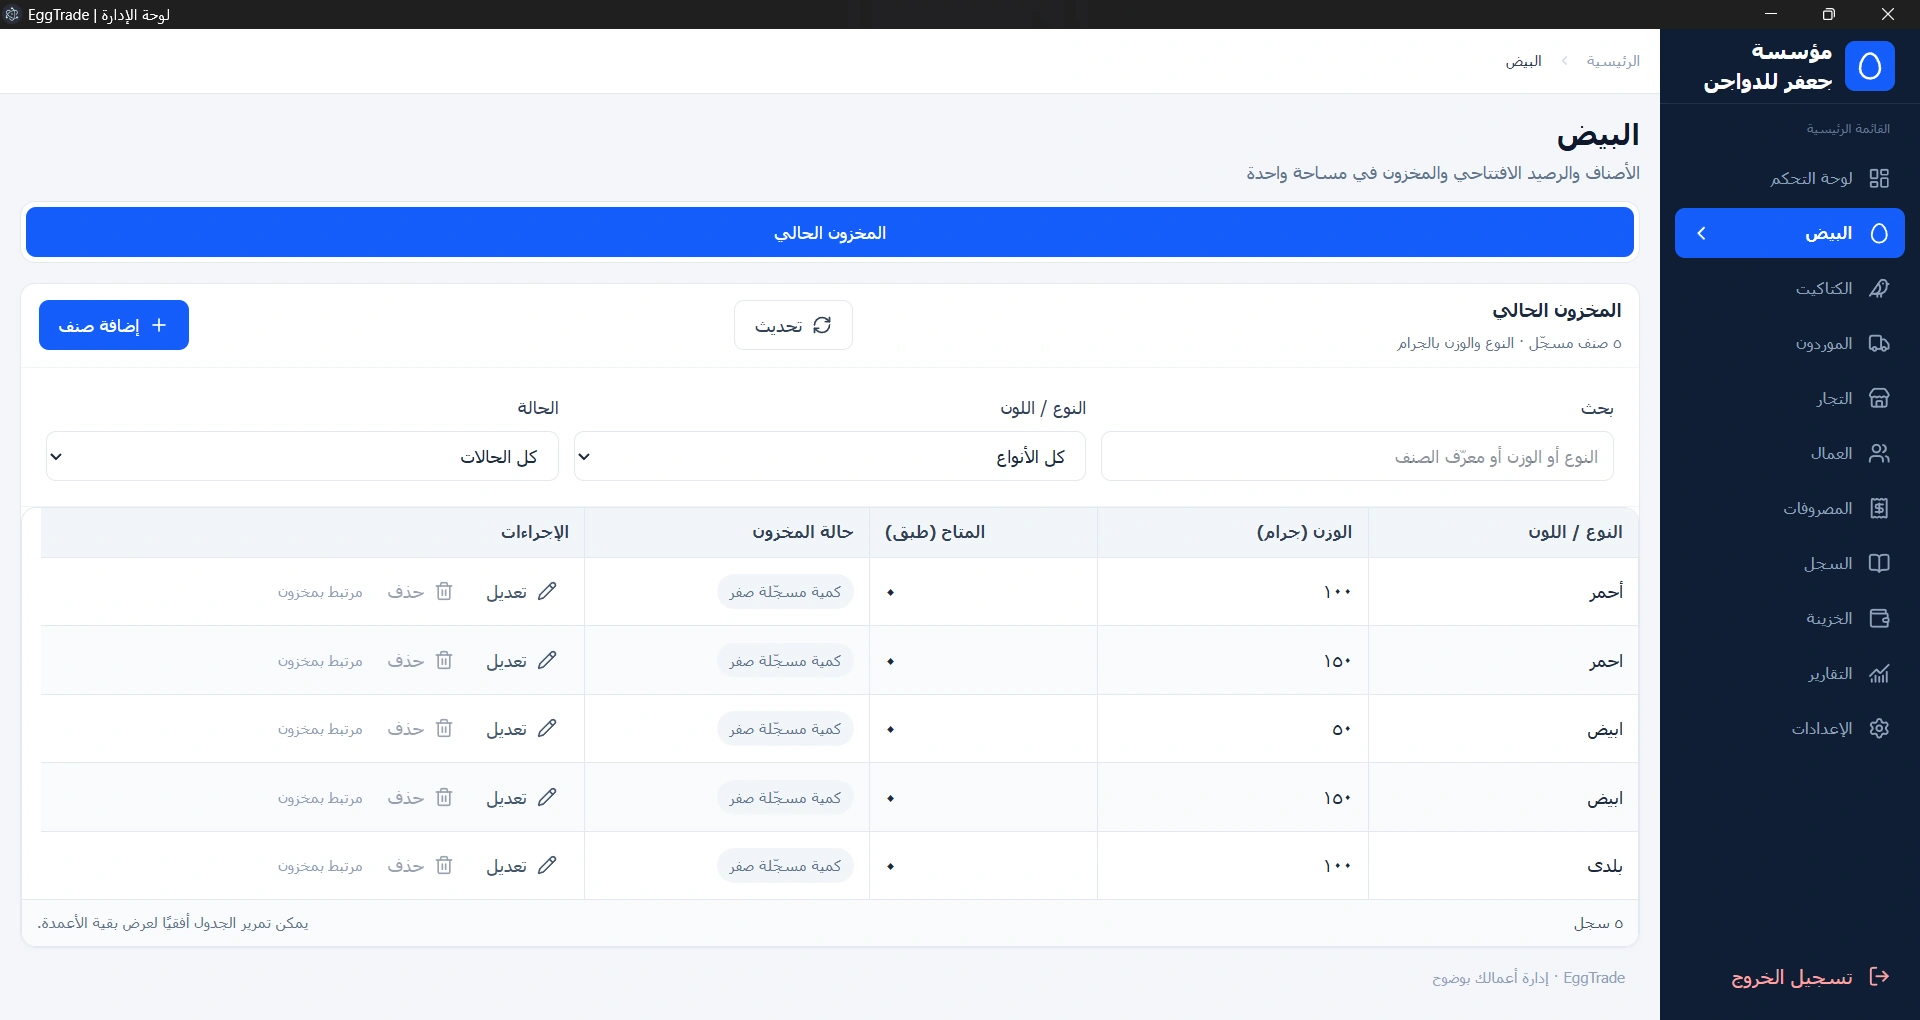 EggTrade | لوحة الإدارة
مؤسسة
جعفر للدواجن
القائمة الرئيسية
لوحة التحكم
البيض
الكتاكيت
الموردون
التجار
العمال
المصروفات
السجل
الخزينة
التقارير
الإعدادات
تسجيل الخروج
الرئيسية > البيض
البيض
الأصناف والرصيد الافتتاحي والمخزون في مساحة واحدة
المخزون الحالي
المخزون الحالي
٥ صنف مسجّل · النوع والوزن بالجرام
تحديث
إضافة صنف
بحث
النوع أو الوزن أو معرّف الصنف
النوع / اللون
كل الأنواع
الحالة
كل الحالات
النوع / اللون الوزن (جرام) المتاح (طبق) حالة المخزون الإجراءات
أحمر ١٠٠ ٠ كمية مسجّلة صفر تعديل حذف مرتبط بمخزون
احمر ١٥٠ ٠ كمية مسجّلة صفر تعديل حذف مرتبط بمخزون
ابيض ٥٠ ٠ كمية مسجّلة صفر تعديل حذف مرتبط بمخزون
ابيض ١٥٠ ٠ كمية مسجّلة صفر تعديل حذف مرتبط بمخزون
بلدى ١٠٠ ٠ كمية مسجّلة صفر تعديل حذف مرتبط بمخزون
٥ سجل
يمكن تمرير الجدول أفقيًا لعرض بقية الأعمدة.
EggTrade · إدارة أعمالك بوضوح